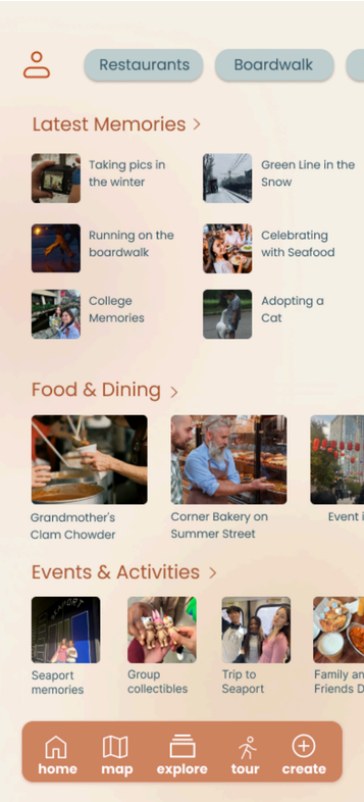 Restaurants
Boardwalk
Latest Memories >
Taking pics in
the winter
Green Line in the
Snow
Running on the
boardwalk
Celebrating
with Seafood
College
Memories
Adopting a
Cat
Food & Dining >
Grandmother's
Clam Chowder
Corner Bakery on
Summer Street
Event
Events & Activities >
Seaport
memories
Group
collectibles
Trip to
Seaport
Family an
Friends D
home
map
explore
tour
create